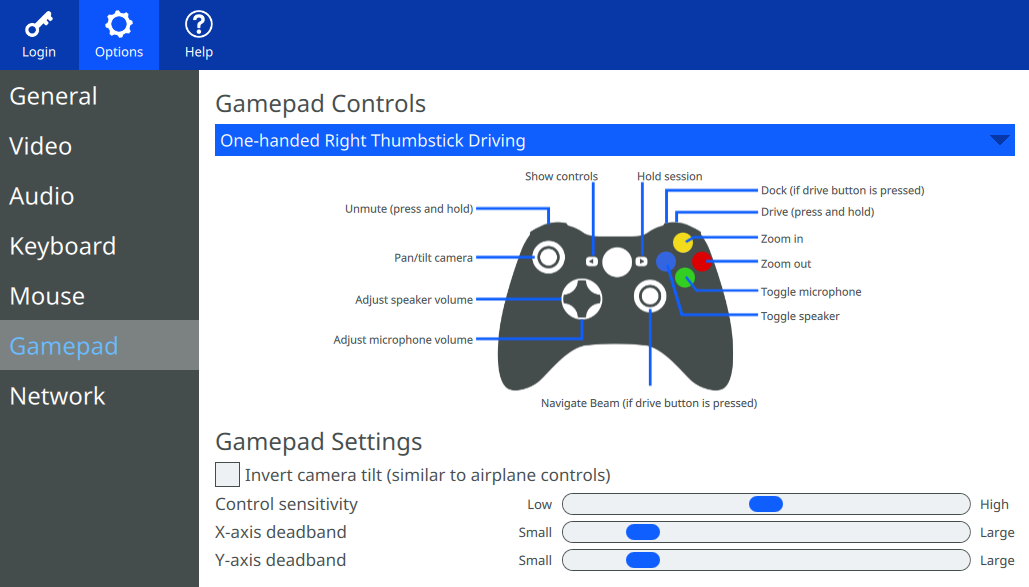 Login
Options
Help
General
Video
Audio
Keyboard
Mouse
Gamepad
Network
Gamepad Controls
One-handed Right Thumbstick Driving
Show controls
Hold session
Unmute (press and hold)
Pan/tilt camera
Adjust speaker volume
Adjust microphone volume
Dock (if drive button is pressed)
Drive (press and hold)
Zoom in
Zoom out
Toggle microphone
Toggle speaker
Navigate Beam (if drive button is pressed)
Gamepad Settings
Invert camera tilt (similar to airplane controls)
Control sensitivity Low High
X-axis deadband Small Large
Y-axis deadband Small Large